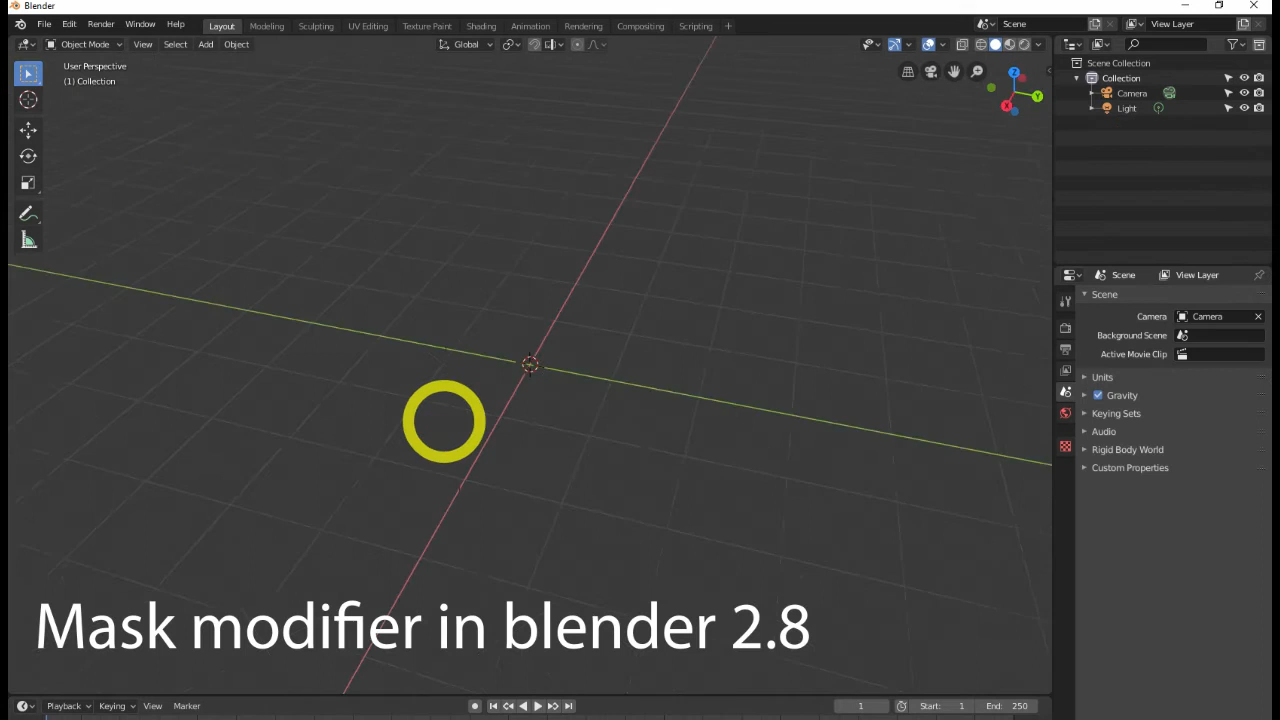 Blender
File Edit Render Window Help
Layout Modeling Sculpting UV Editing Texture Paint Shading Animation Rendering Compositing Scripting +
Scene
View Layer
Object Mode View Select Add Object
Global
User Perspective
(1) Collection
Z
Y
X
Scene Collection
Collection
Camera
Light
Scene View Layer
Scene
Camera Camera
Background Scene
Active Movie Clip
Units
Gravity
Keying Sets
Audio
Rigid Body World
Custom Properties
Mask modifier in blender 2.8
Playback Keying View Marker
1 Start: 1 End: 250